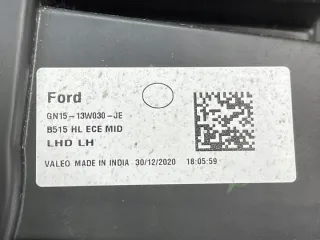 Ford
GN15-13W030-JE
B515 HL ECE MID
LHD LH
VALEO MADE IN INDIA 30/12/2020 18:05:59